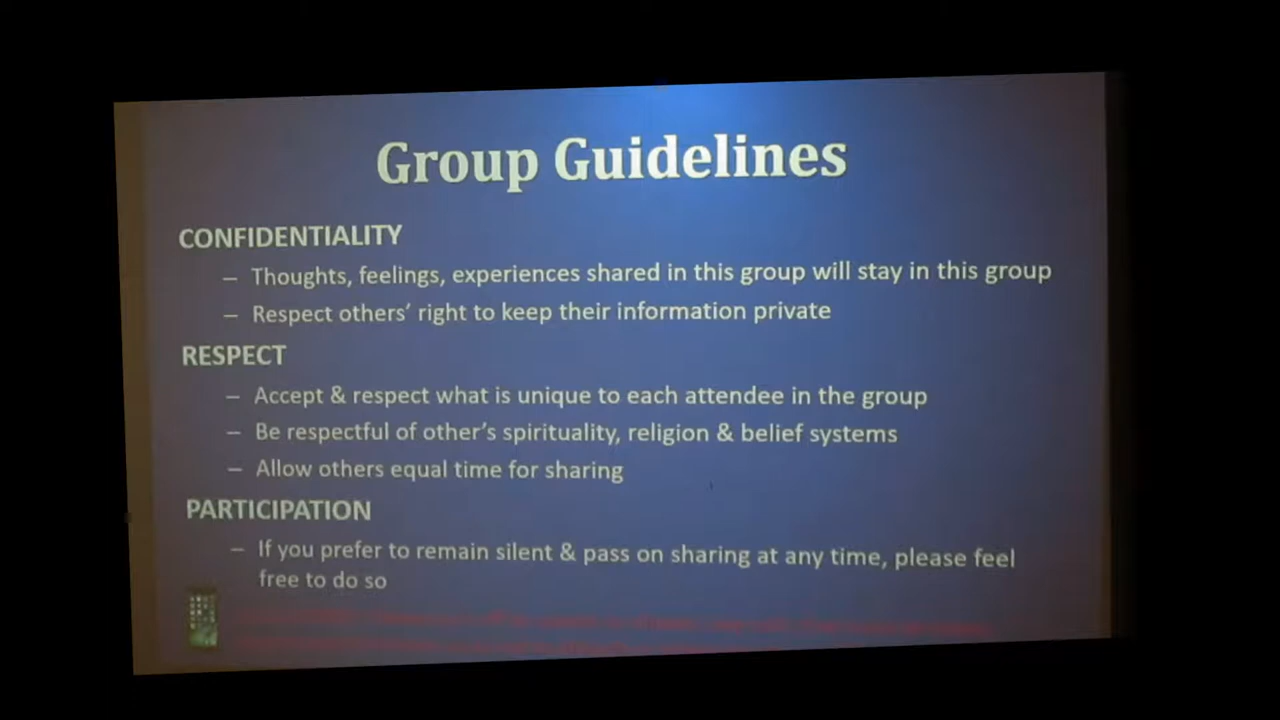 Group Guidelines
CONFIDENTIALITY
– Thoughts, feelings, experiences shared in this group will stay in this group
– Respect others’ right to keep their information private
RESPECT
– Accept & respect what is unique to each attendee in the group
– Be respectful of other’s spirituality, religion & belief systems
– Allow others equal time for sharing
PARTICIPATION
– If you prefer to remain silent & pass on sharing at any time, please feel
free to do so